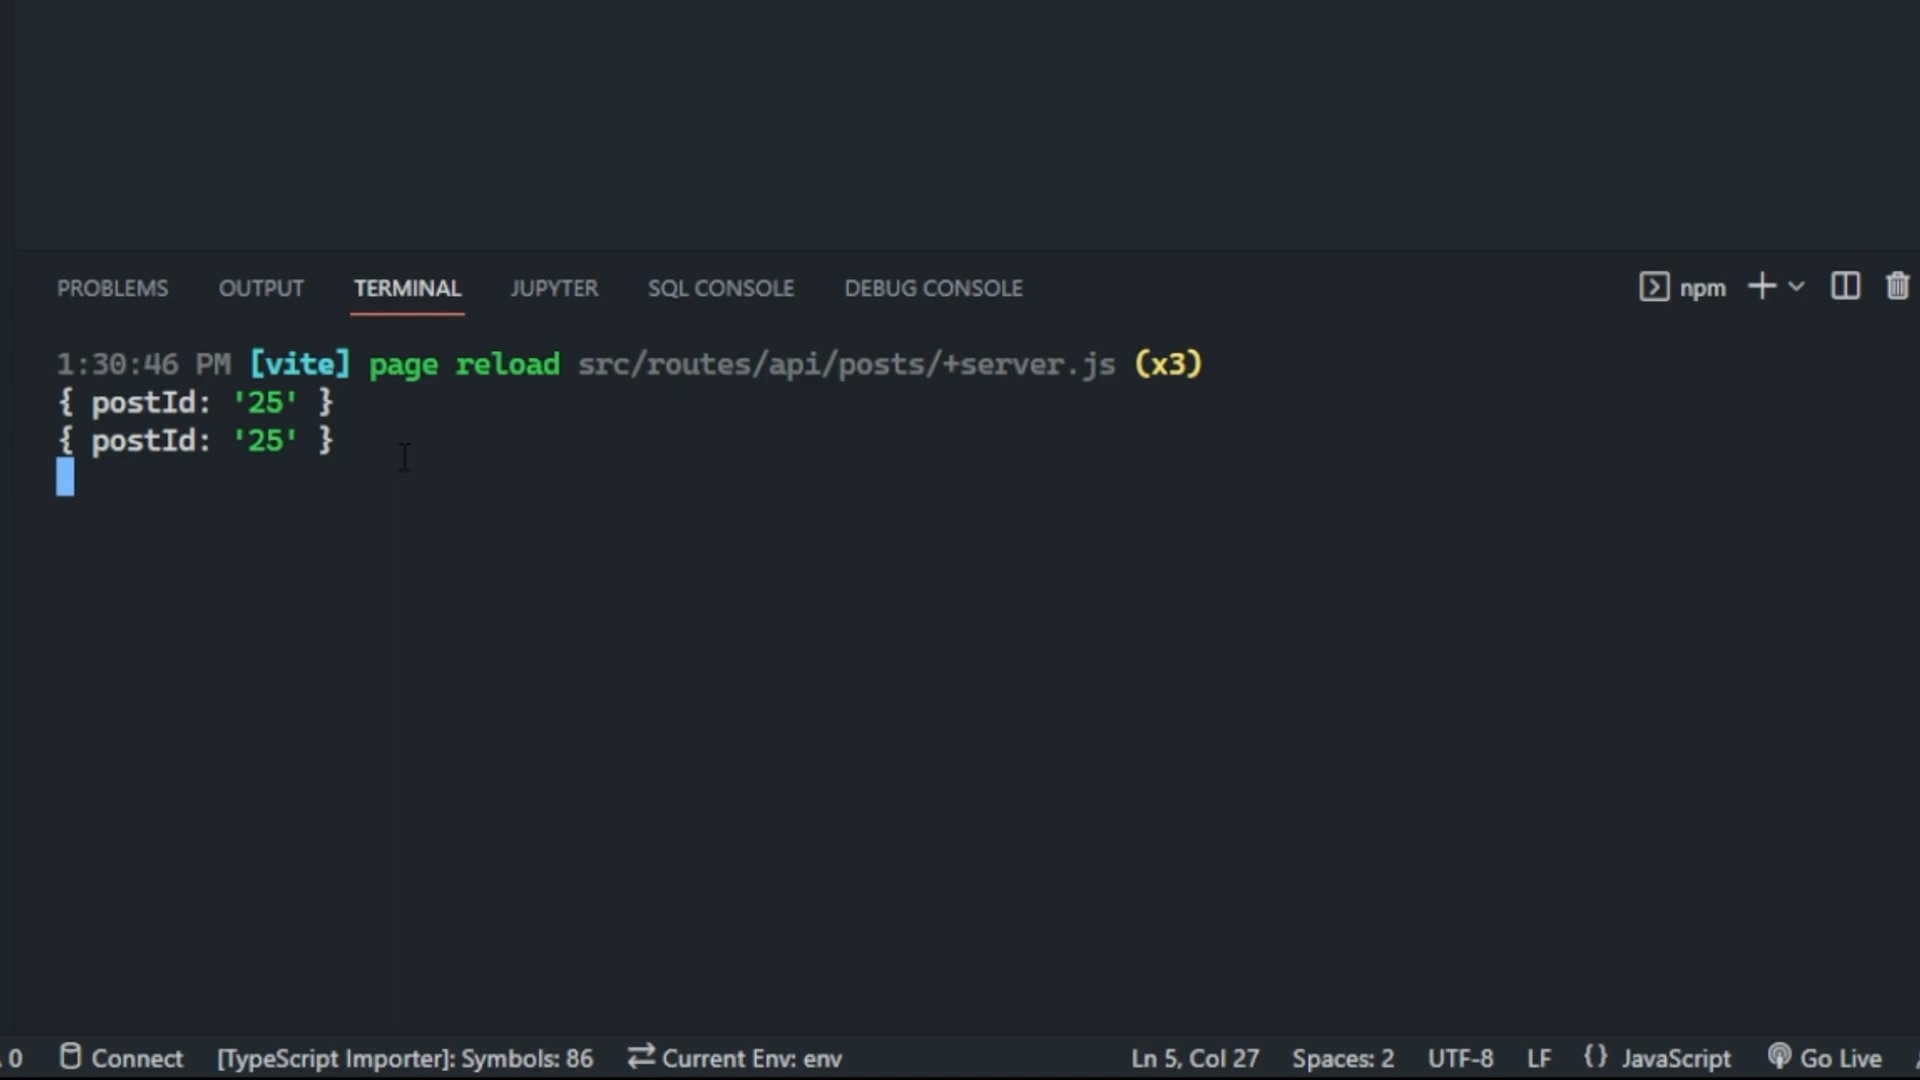 PROBLEMS OUTPUT TERMINAL JUPYTER SQL CONSOLE DEBUG CONSOLE npm
1:30:46 PM [vite] page reload src/routes/api/posts/+server.js (x3)
{ postId: '25' }
{ postId: '25' }
0 Connect [TypeScript Importer]: Symbols: 86 Current Env: env Ln 5, Col 27 Spaces: 2 UTF-8 LF {} JavaScript Go Live